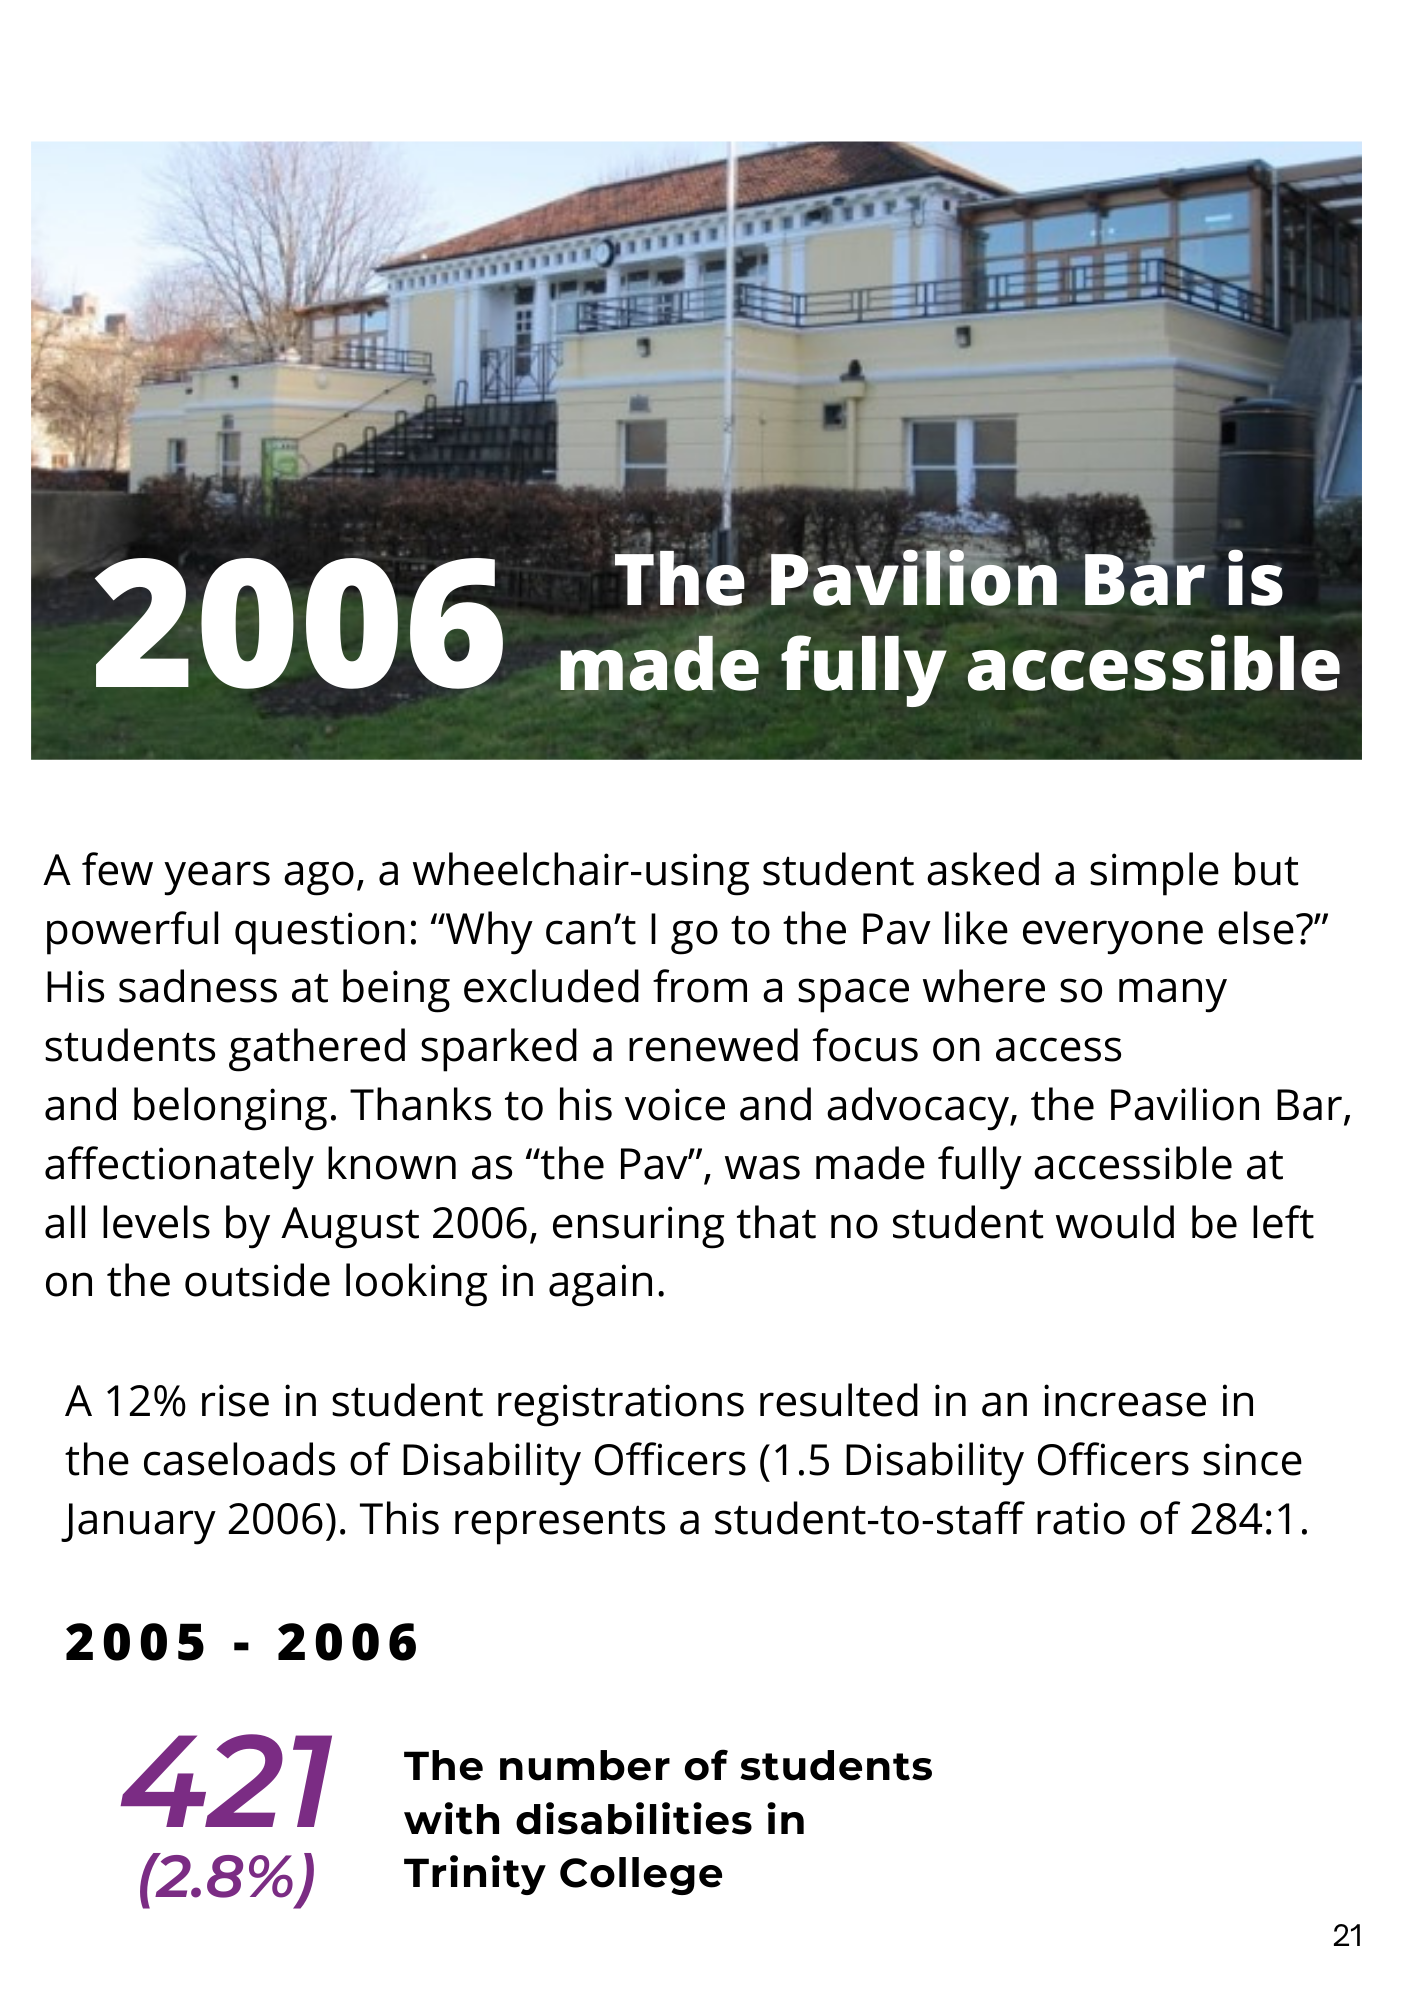 2006
The Pavilion Bar is
made fully accessible
A few years ago, a wheelchair-using student asked a simple but
powerful question: “Why can’t I go to the Pav like everyone else?”
His sadness at being excluded from a space where so many
students gathered sparked a renewed focus on access
and belonging. Thanks to his voice and advocacy, the Pavilion Bar,
affectionately known as “the Pav”, was made fully accessible at
all levels by August 2006, ensuring that no student would be left
on the outside looking in again.
A 12% rise in student registrations resulted in an increase in
the caseloads of Disability Officers (1.5 Disability Officers since
January 2006). This represents a student-to-staff ratio of 284:1.
2005 - 2006
421
(2.8%)
The number of students
with disabilities in
Trinity College
21